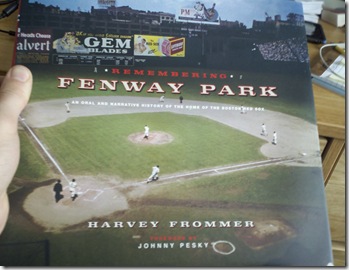 PM
Calvert
GEM
BLADES
• REMEMBERING •
FENWAY PARK
AN ORAL AND NARRATIVE HISTORY OF THE HOME OF THE BOSTON RED SOX
HARVEY FROMMER
JOHNNY PESKY